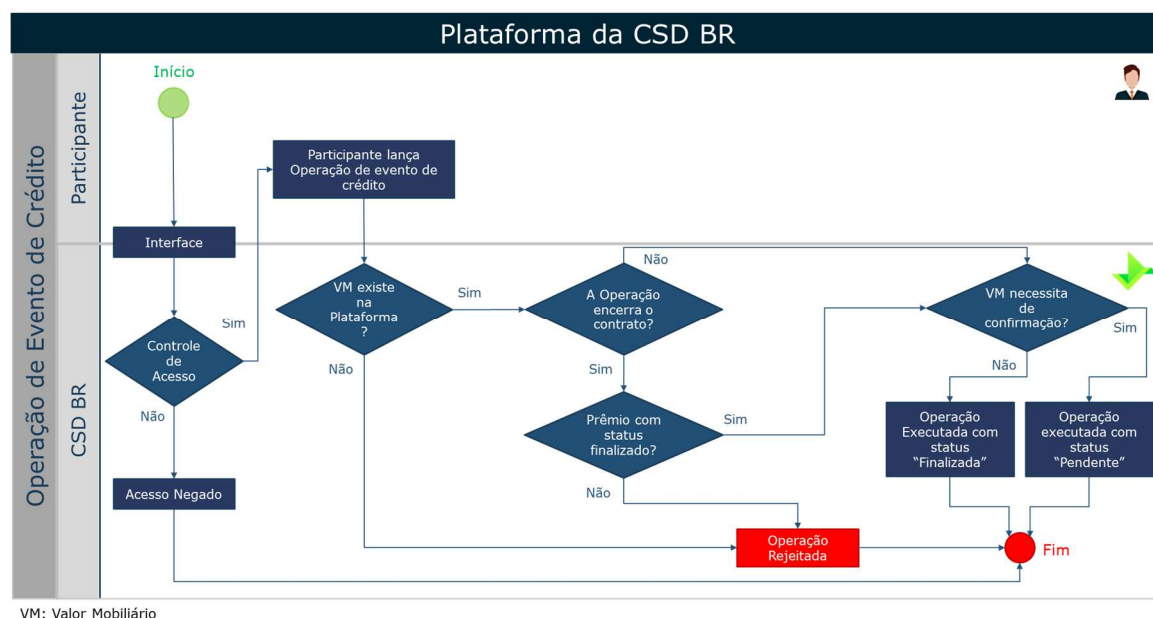 Plataforma da CSD BR
Operação de Evento de Crédito
Participante
CSD BR
Início
Participante lança
Operação de evento de
crédito
Interface
Controle
de
Acesso
Sim
Não
Acesso Negado
VM existe
na
Plataforma
?
Sim
Não
A Operação
encerra o
contrato?
Não
Sim
Prêmio com
status
finalizado?
Sim
Não
VM necessita
de
confirmação?
Sim
Não
Operação
Executada com
status
“Finalizada”
Operação
executada com
status
“Pendente”
Operação
Rejeitada
Fim
VM: Valor Mobiliário